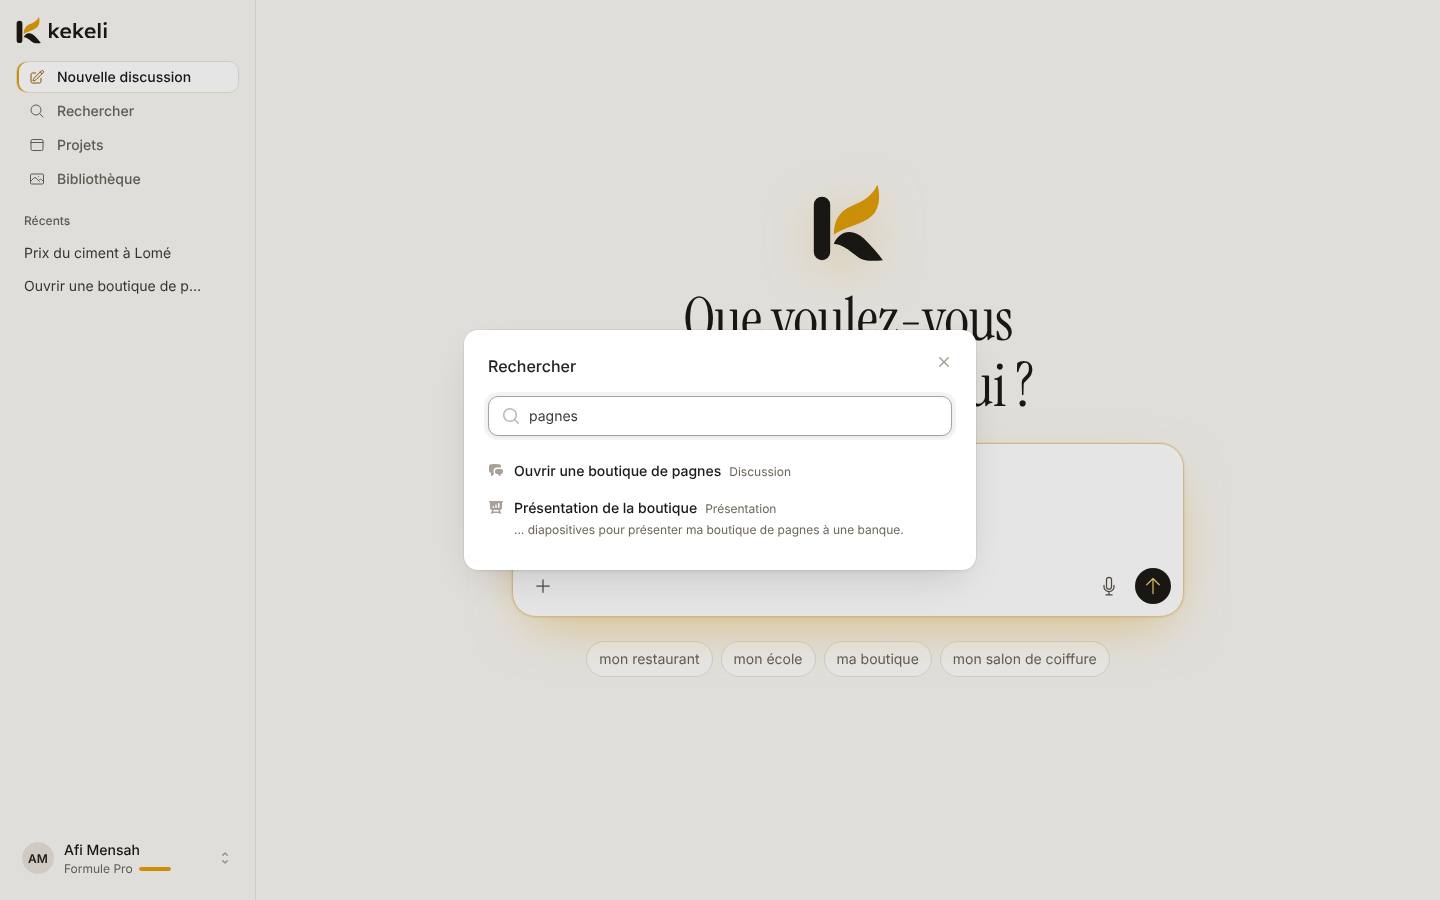 kekeli
Nouvelle discussion
Rechercher
Projets
Bibliothèque
Récents
Prix du ciment à Lomé
Ouvrir une boutique de p...
AM
Afi Mensah
Formule Pro
Que voulez-vous
ui ?
Rechercher
pagnes
Ouvrir une boutique de pagnes Discussion
Présentation de la boutique Présentation
... diapositives pour présenter ma boutique de pagnes à une banque.
mon restaurant
mon école
ma boutique
mon salon de coiffure